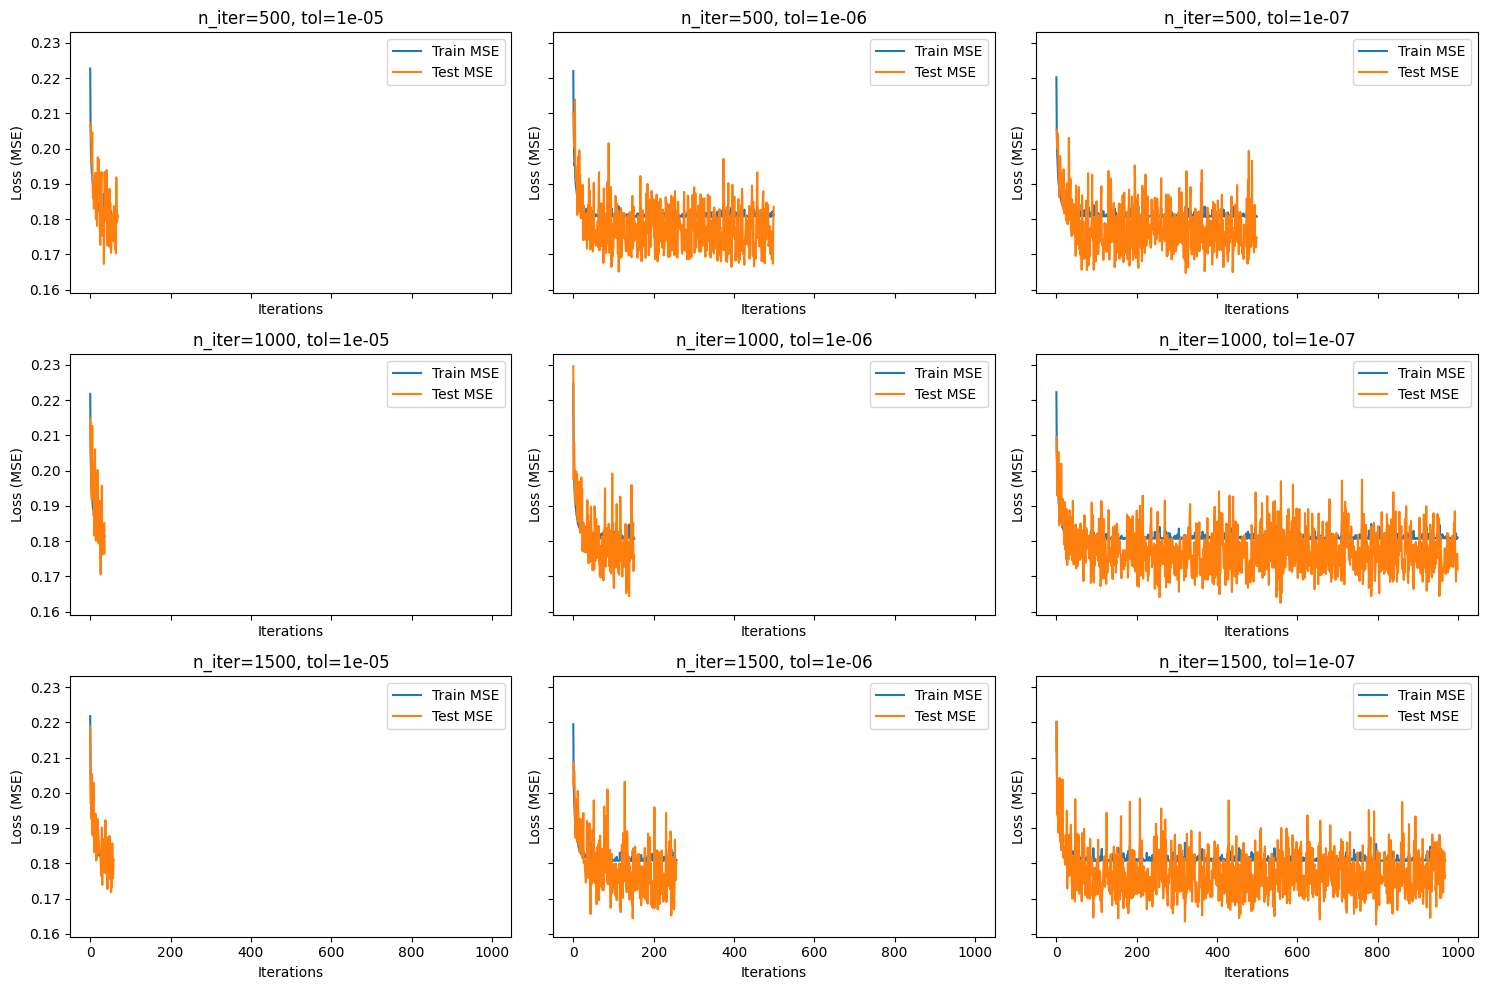 n_iter=500, tol=1e-05
n_iter=500, tol=1e-06
n_iter=500, tol=1e-07
Loss (MSE)
0.23
0.22
0.21
0.20
0.19
0.18
0.17
0.16
Train MSE
Test MSE
Iterations
Loss (MSE)
Train MSE
Test MSE
Iterations
Loss (MSE)
Train MSE
Test MSE
Iterations
n_iter=1000, tol=1e-05
n_iter=1000, tol=1e-06
n_iter=1000, tol=1e-07
Loss (MSE)
0.23
0.22
0.21
0.20
0.19
0.18
0.17
0.16
Train MSE
Test MSE
Iterations
Loss (MSE)
Train MSE
Test MSE
Iterations
Loss (MSE)
Train MSE
Test MSE
Iterations
n_iter=1500, tol=1e-05
n_iter=1500, tol=1e-06
n_iter=1500, tol=1e-07
Loss (MSE)
0.23
0.22
0.21
0.20
0.19
0.18
0.17
0.16
Train MSE
Test MSE
0 200 400 600 800 1000
Iterations
Loss (MSE)
Train MSE
Test MSE
0 200 400 600 800 1000
Iterations
Loss (MSE)
Train MSE
Test MSE
0 200 400 600 800 1000
Iterations